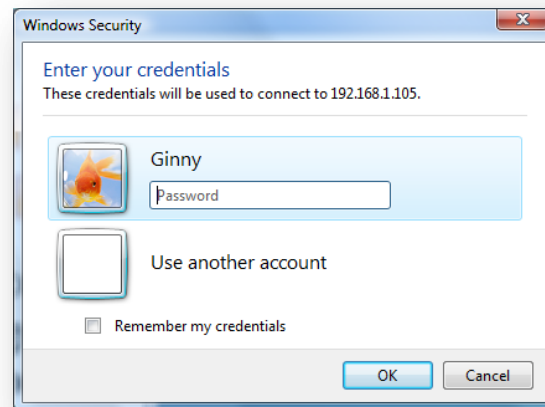 Windows Security
Enter your credentials
These credentials will be used to connect to 192.168.1.105.
Ginny
Password
Use another account
Remember my credentials
OK Cancel